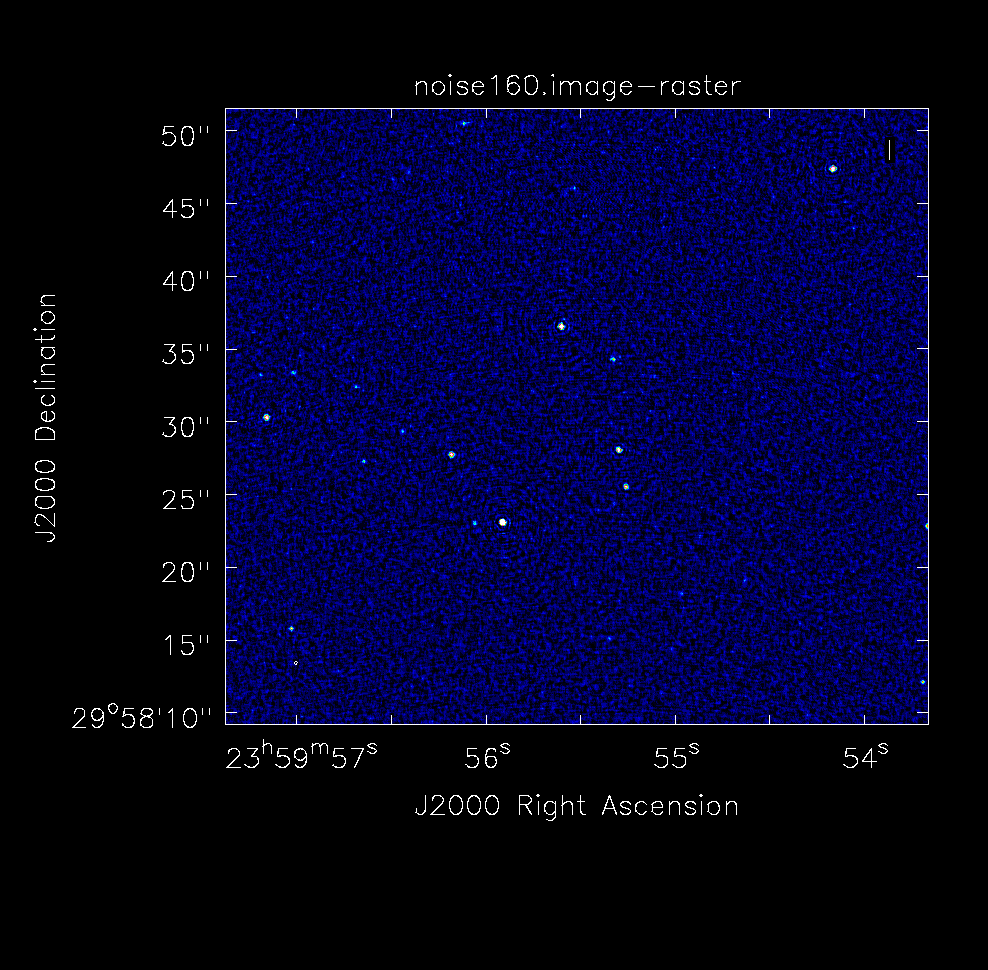 noise160.image-raster
50"
45"
40"
35"
30"
25"
20"
15"
29°58'10"
J2000 Declination
23h59m57s 56s 55s 54s
J2000 Right Ascension